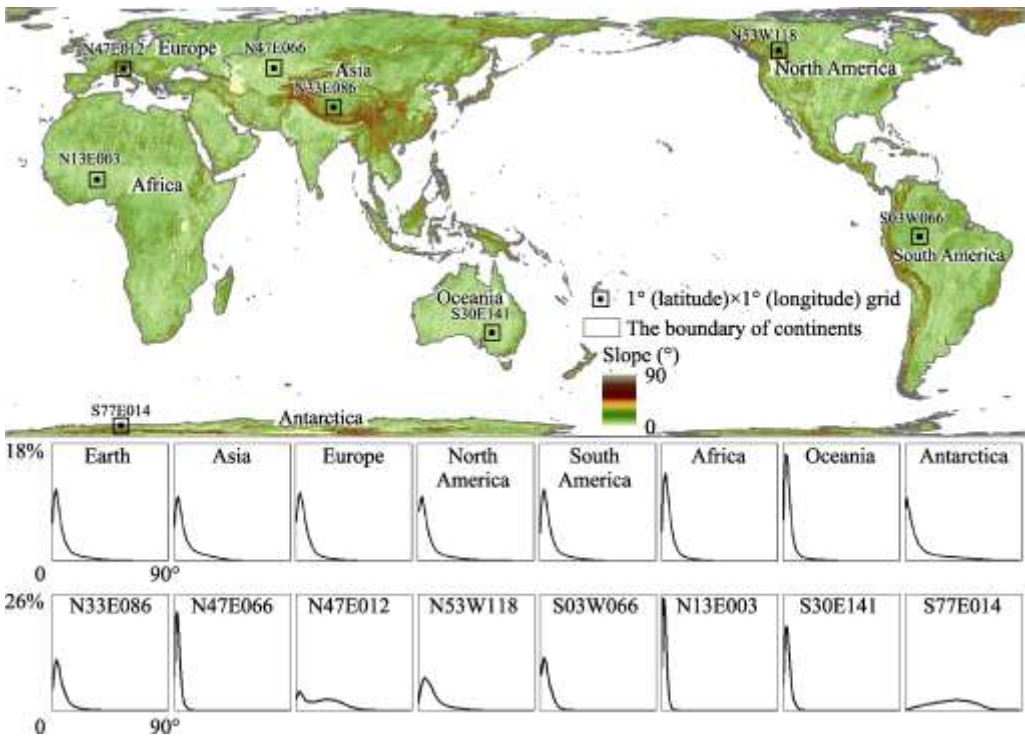 N47E012
Europe
N47E066
Asia
N33E086
N53W118
North America
N13E003
Africa
S03W066
South America
Oceania
S30E141
1° (latitude)×1° (longitude) grid
The boundary of continents
Slope (°)
90
0
S77E014
Antarctica
18%
Earth
Asia
Europe
North
America
South
America
Africa
Oceania
Antarctica
0
90°
26%
N33E086
N47E066
N47E012
N53W118
S03W066
N13E003
S30E141
S77E014
0
90°